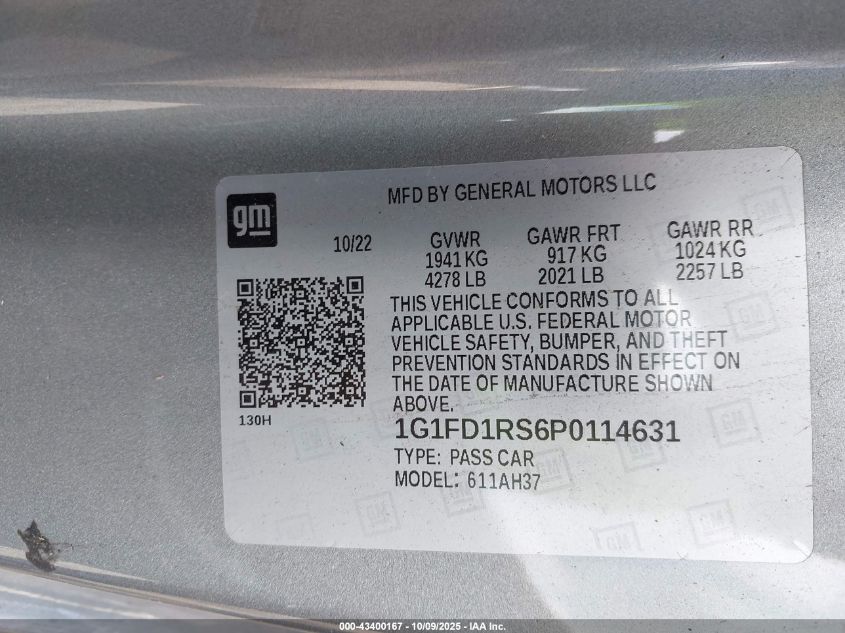 MFD BY GENERAL MOTORS LLC
gm
10/22
GVWR GAWR FRT GAWR RR
1941 KG 917 KG 1024 KG
4278 LB 2021 LB 2257 LB
THIS VEHICLE CONFORMS TO ALL
APPLICABLE U.S. FEDERAL MOTOR
VEHICLE SAFETY, BUMPER, AND THEFT
PREVENTION STANDARDS IN EFFECT ON
THE DATE OF MANUFACTURE SHOWN
ABOVE.
130H
1G1FD1RS6P0114631
TYPE: PASS CAR
MODEL: 611AH37
000-43400167 - 10/09/2025 - IAA Inc.